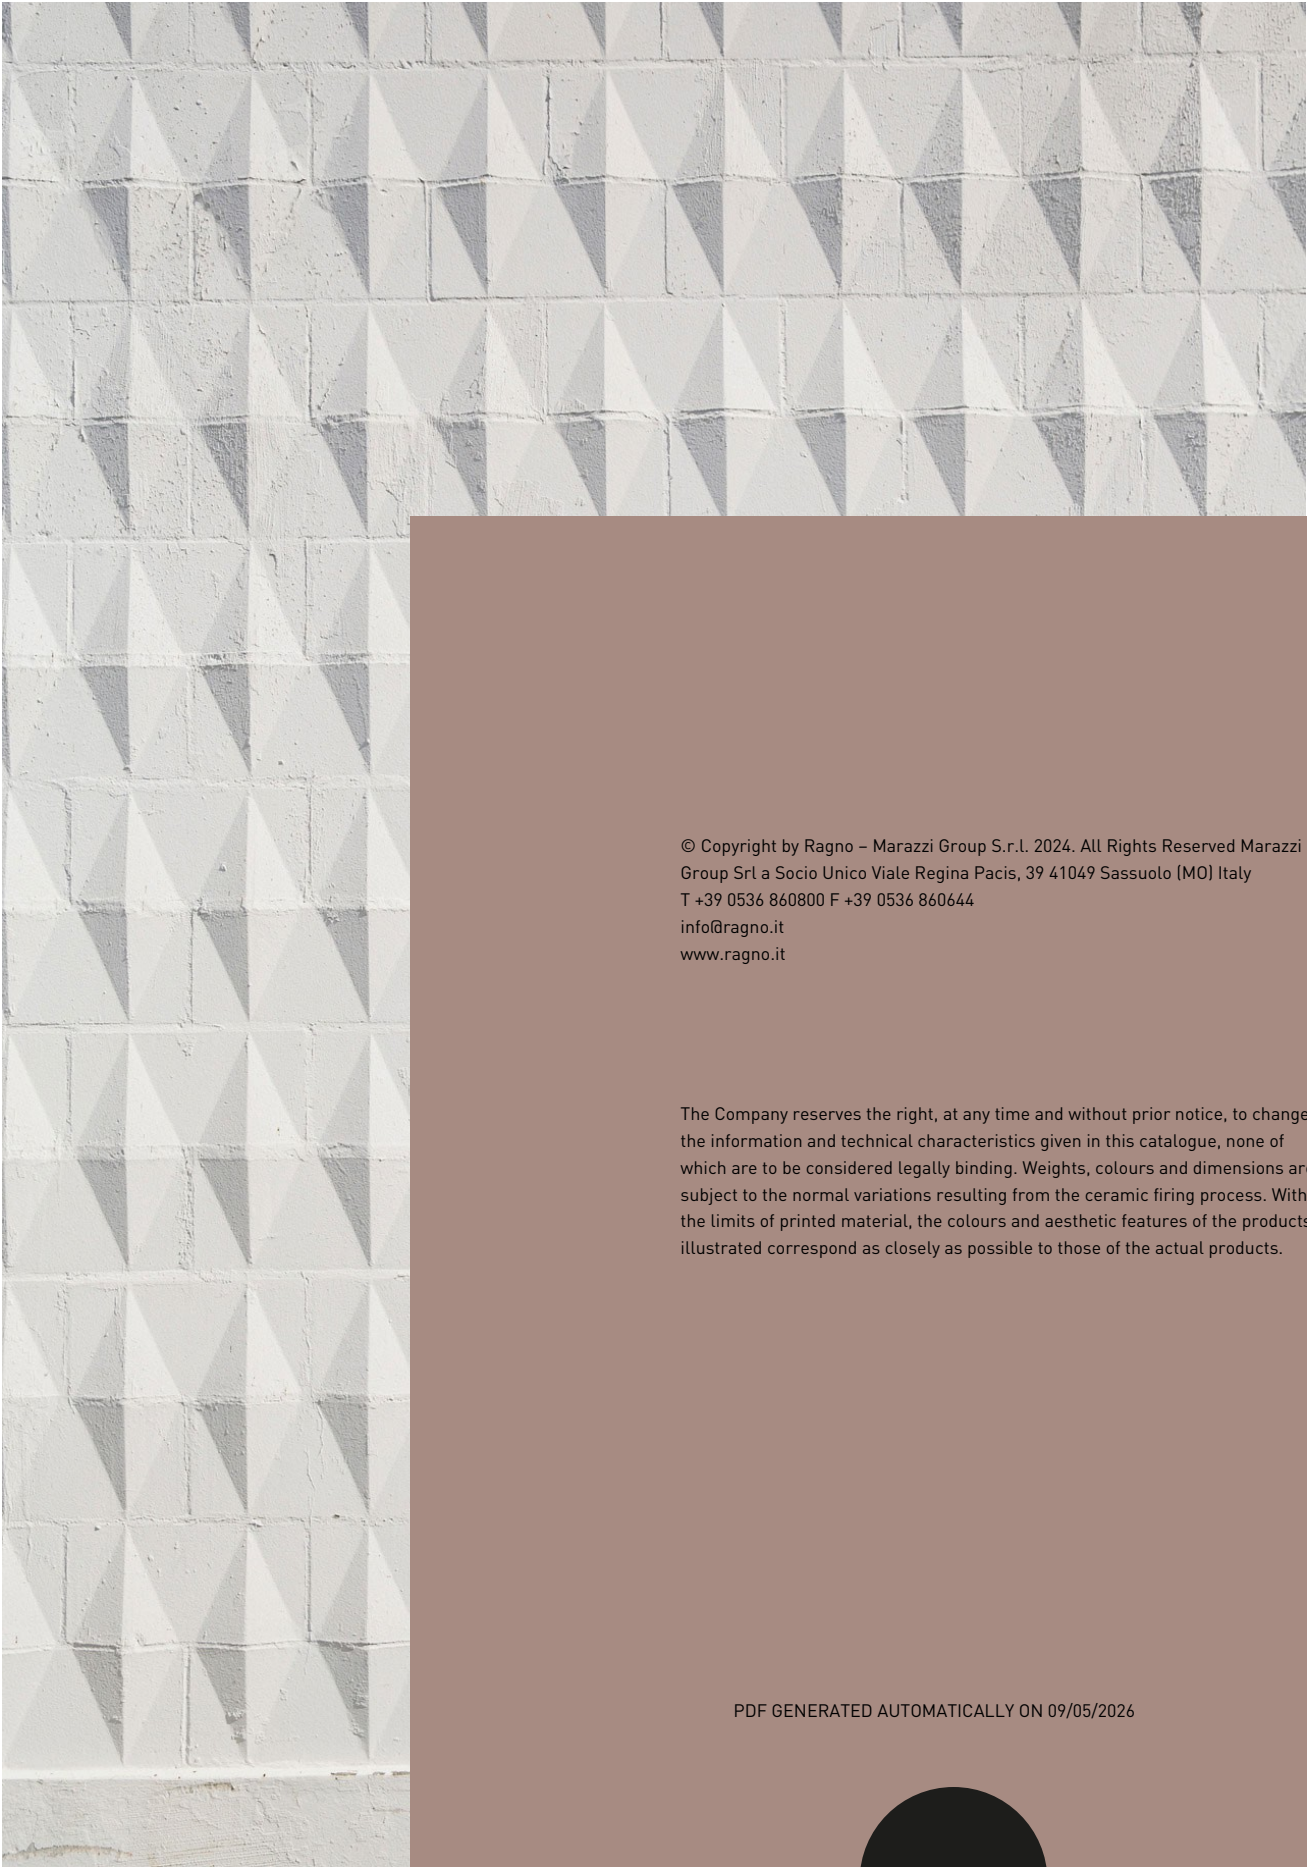 © Copyright by Ragno – Marazzi Group S.r.l. 2024. All Rights Reserved Marazzi
Group Srl a Socio Unico Viale Regina Pacis, 39 41049 Sassuolo (MO) Italy
T +39 0536 860800 F +39 0536 860644
info@ragno.it
www.ragno.it
The Company reserves the right, at any time and without prior notice, to change
the information and technical characteristics given in this catalogue, none of
which are to be considered legally binding. Weights, colours and dimensions are
subject to the normal variations resulting from the ceramic firing process. With
the limits of printed material, the colours and aesthetic features of the products
illustrated correspond as closely as possible to those of the actual products.
PDF GENERATED AUTOMATICALLY ON 09/05/2026